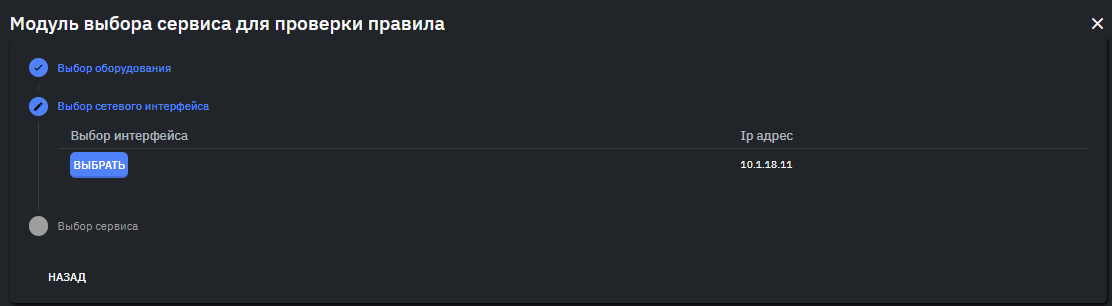 Модуль выбора сервиса для проверки правила
Выбор оборудования
Выбор сетевого интерфейса
Выбор интерфейса Ip адрес
ВЫБРАТЬ 10.1.18.11
Выбор сервиса
НАЗАД